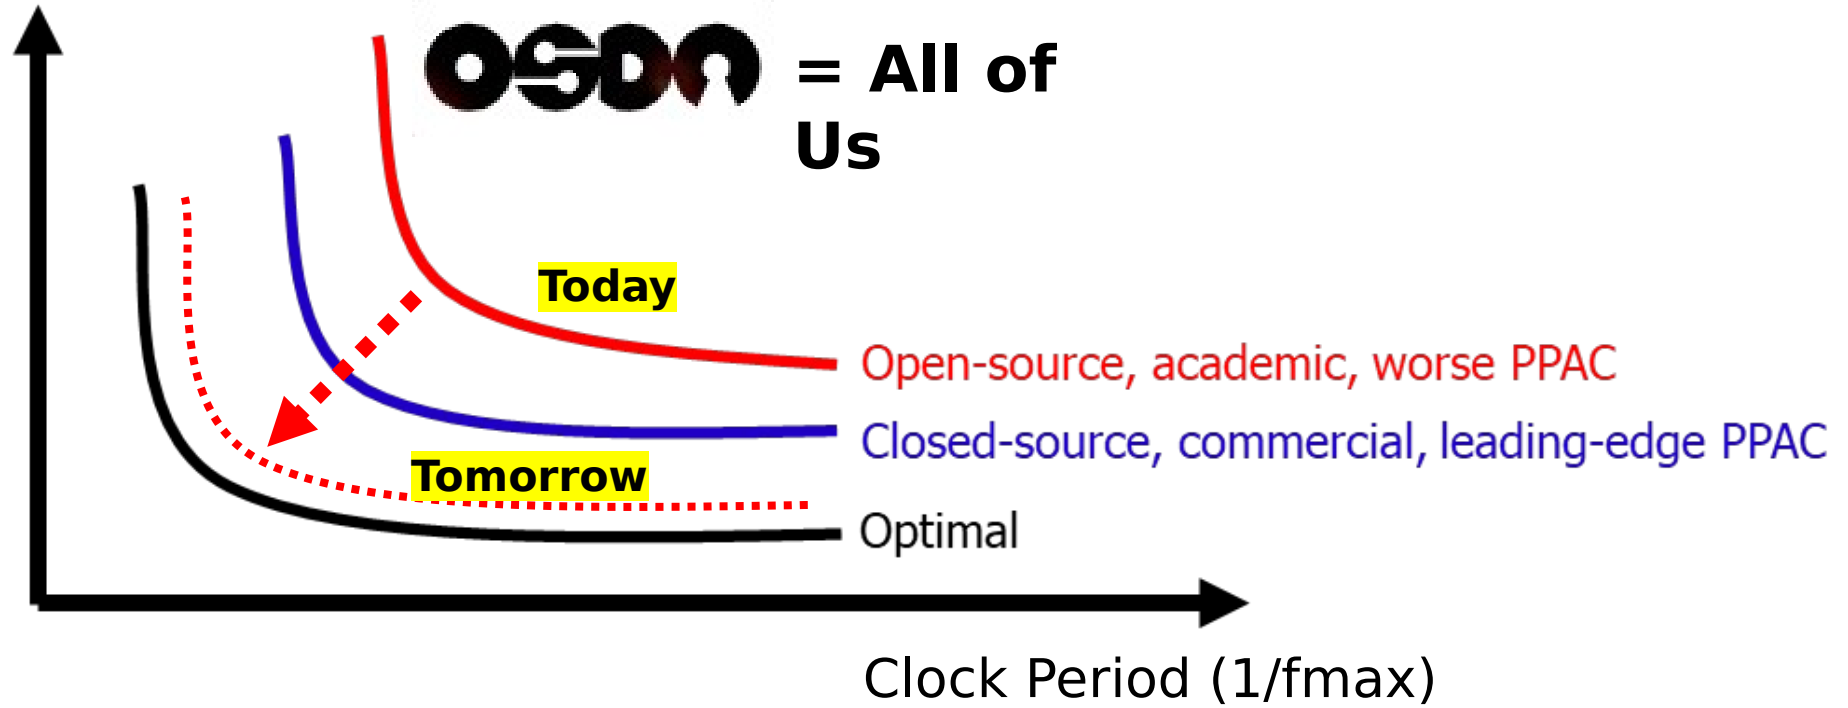 OSDA = All of
Us
Today
Open-source, academic, worse PPAC
Closed-source, commercial, leading-edge PPAC
Tomorrow
Optimal
Clock Period (1/fmax)